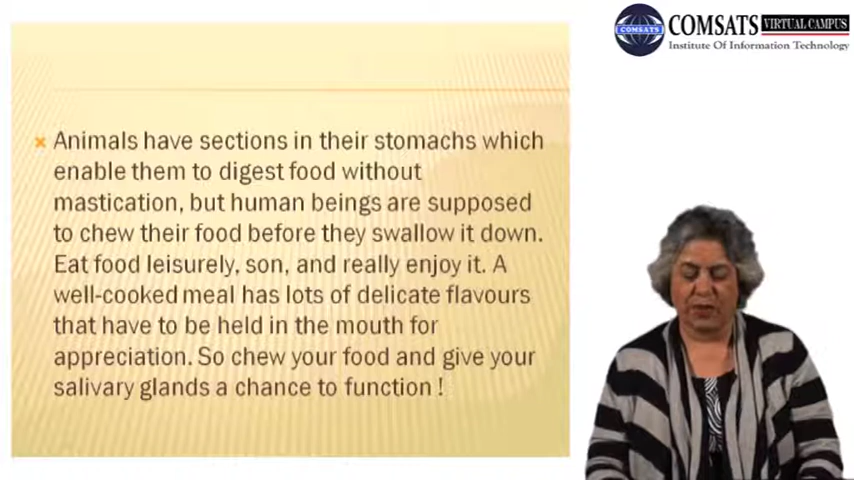 COMSATS VIRTUAL CAMPUS
COMSATS
Institute Of Information Technology
Animals have sections in their stomachs which
enable them to digest food without
mastication, but human beings are supposed
to chew their food before they swallow it down.
Eat food leisurely, son, and really enjoy it. A
well-cooked meal has lots of delicate flavours
that have to be held in the mouth for
appreciation. So chew your food and give your
salivary glands a chance to function !